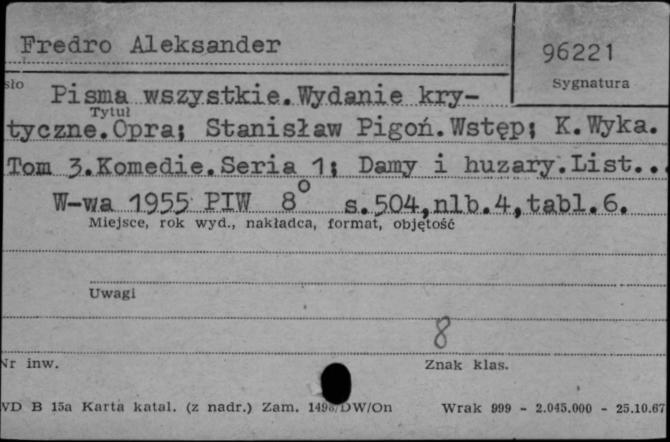 Fredro Aleksander
96221
Sygnatura
sło
Pisma wszystkie. Wydanie kry-
Tytuł
tyczne. Opra; Stanisław Pigoń. Wstęp; K. Wyka.
Tom 3. Komedie. Seria 1; Damy i huzary. List...
W-wa 1955 PIW 8° s. 504, nlb. 4, tabl. 6.
Miejsce, rok wyd., nakładca, format, objętość
Uwagi
8
Nr inw.
Znak klas.
WD B 15a Karta katal. (z nadr.) Zam. 1498/DW/On Wrak 999 - 2.045.000 - 25.10.67